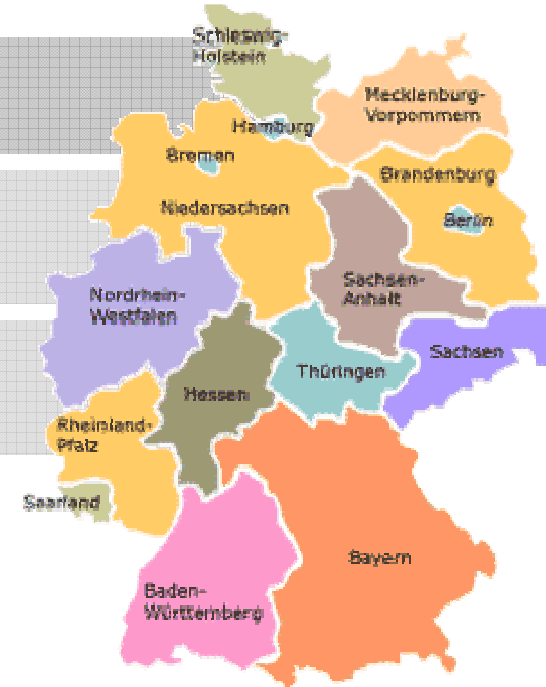 Schleswig-
Holstein
Mecklenburg-
Vorpommern
Hamburg
Bremen
Brandenburg
Niedersachsen
Berlin
Sachsen-
Anhalt
Nordrhein-
Westfalen
Sachsen
Thüringen
Hessen
Rheinland-
Pfalz
Saarland
Bayern
Baden-
Württemberg